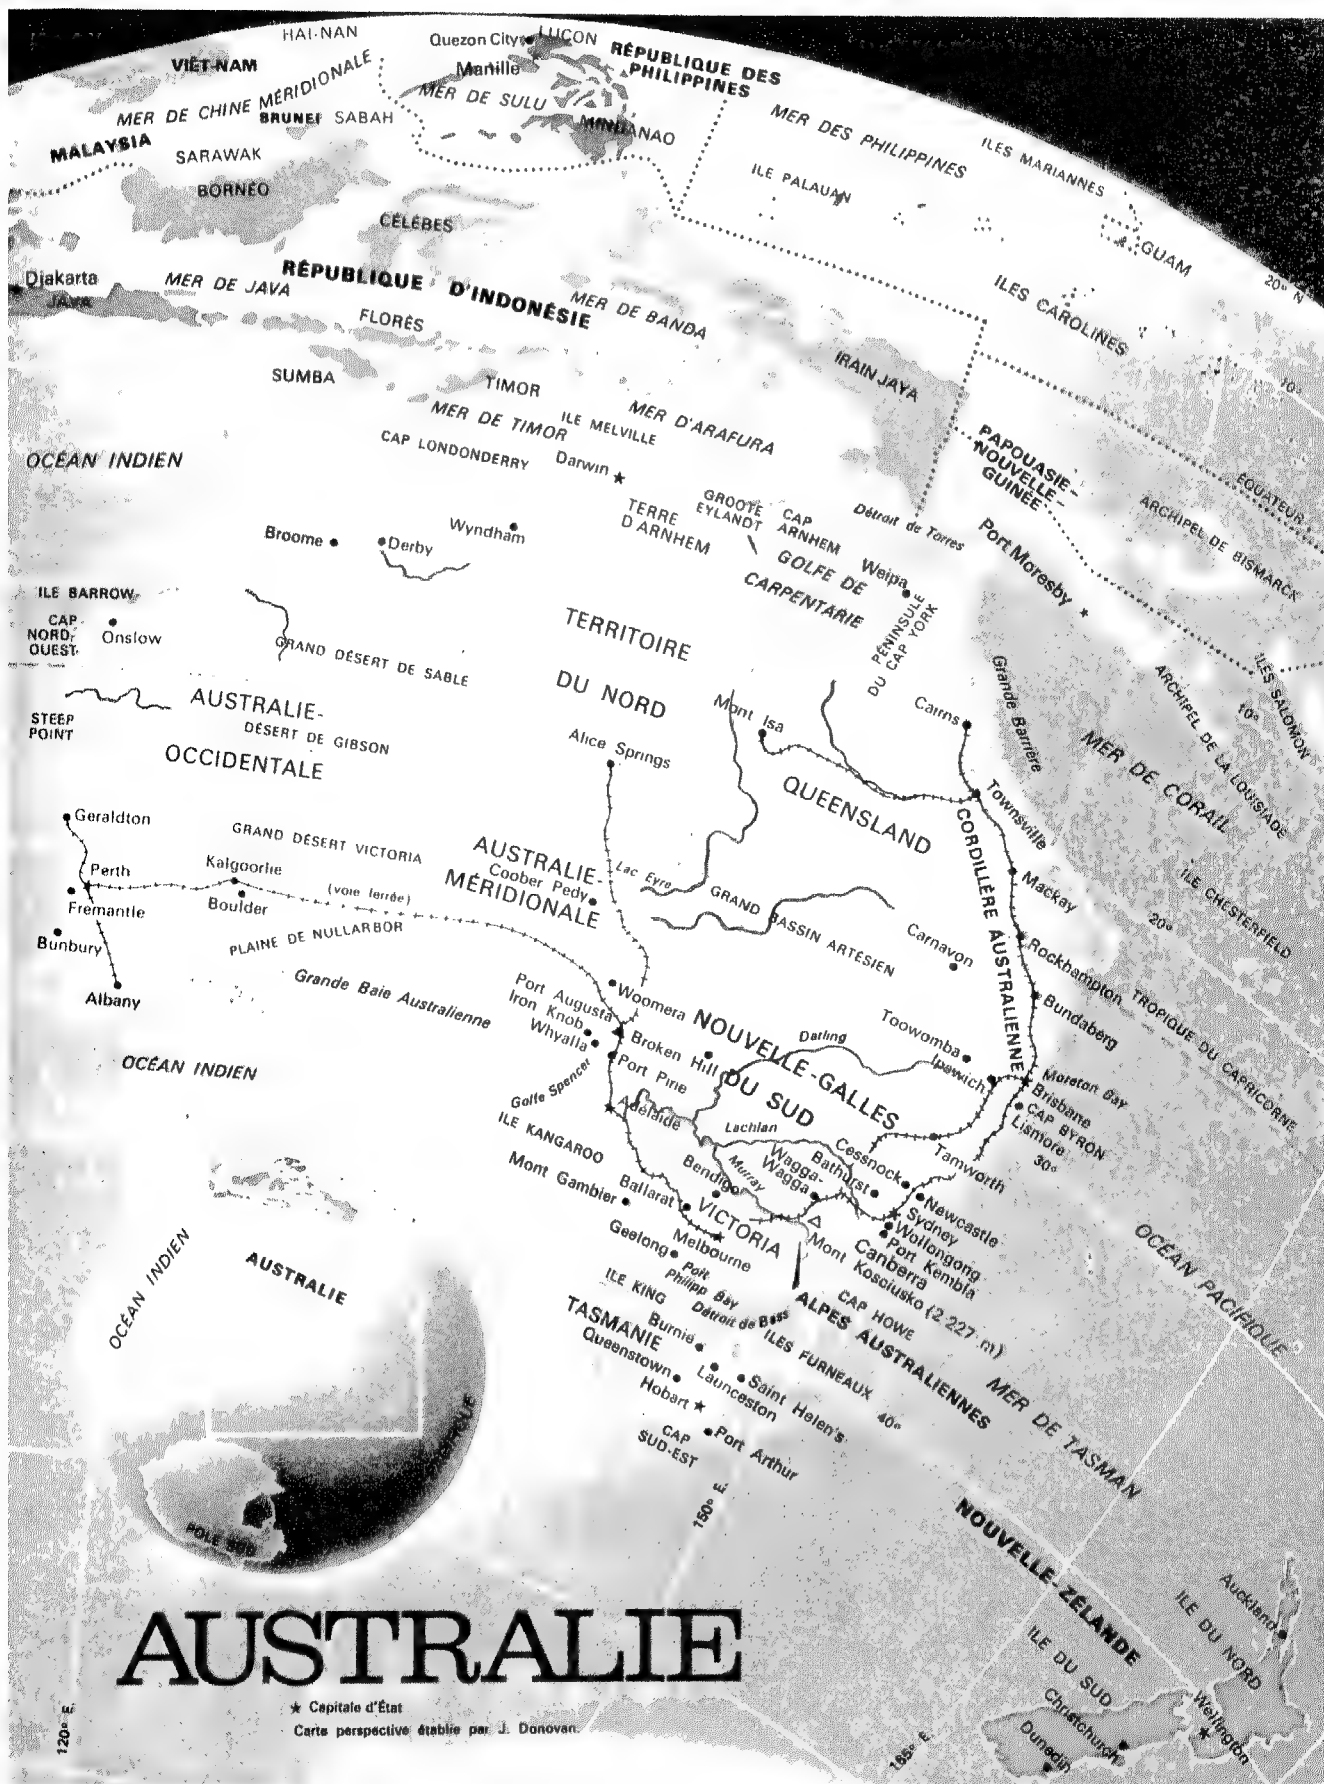 HAI-NAN
Quezon City
LUÇON
RÉPUBLIQUE DES
PHILIPPINES
VIÊT-NAM
Manille
MER DE CHINE MÉRIDIONALE
MER DE SULU
BRUNEI
SABAH
MINDANAO
MER DES PHILIPPINES
ILES MARIANNES
MALAYSIA
SARAWAK
BORNÉO
ILE PALAUAN
CÉLÈBES
GUAM
20° N
Djakarta
JAVA
MER DE JAVA
RÉPUBLIQUE D'INDONÉSIE
MER DE BANDA
ILES CAROLINES
FLORÈS
IRAIN JAYA
10°
SUMBA
TIMOR
MER DE TIMOR
ILE MELVILLE
MER D'ARAFURA
CAP LONDONDERRY
Darwin
OCÉAN INDIEN
PAPOUASIE-
NOUVELLE-
GUINÉE
ÉQUATEUR
ARCHIPEL DE BISMARCK
Détroit de Torres
Port Moresby
TERRE
D'ARNHEM
GROOTE
EYLANDT
CAP
ARNHEM
GOLFE DE
CARPENTARIE
Weipa
PÉNINSULE
DU CAP YORK
Broome
Derby
Wyndham
ILE BARROW
CAP
NORD-
OUEST
Onslow
GRAND DÉSERT DE SABLE
TERRITOIRE
DU NORD
Grande Barrière
ILES SALOMON
10°
ARCHIPEL DE LA LOUISIADE
MER DE CORAIL
STEEP
POINT
AUSTRALIE-
OCCIDENTALE
DÉSERT DE GIBSON
Alice Springs
Mont Isa
Cairns
QUEENSLAND
Townsville
CORDILLÈRE AUSTRALIENNE
Mackay
ILE CHESTERFIELD
20°
Geraldton
GRAND DÉSERT VICTORIA
Perth
Kalgoorlie
(voie ferrée)
Fremantle
Boulder
Bunbury
PLAINE DE NULLARBOR
Albany
AUSTRALIE-
MÉRIDIONALE
Coober Pedy
Lac Eyre
GRAND BASSIN ARTÉSIEN
Carnavon
Rockhampton
TROPIQUE DU CAPRICORNE
Bundaberg
Grande Baie Australienne
Port Augusta
Iron Knob
Whyalla
Woomera
NOUVELLE-GALLES
DU SUD
Broken Hill
Port Pirie
Darling
Toowomba
Ipswich
Moreton Bay
Brisbane
CAP BYRON
Lismore
30°
OCÉAN INDIEN
Golfe Spencer
Adélaïde
ILE KANGAROO
Lachlan
Murray
Wagga-
Wagga
Bathurst
Cessnock
Tamworth
Newcastle
Sydney
Wollongong
Port Kembla
Canberra
Mont Kosciusko (2 227 m)
Mont Gambier
Ballarat
Bendigo
VICTORIA
Geelong
Melbourne
Port
Philipp Bay
ILE KING
Détroit de Bass
CAP HOWE
ALPES AUSTRALIENNES
OCÉAN PACIFIQUE
TASMANIE
Burnie
Queenstown
Launceston
ILES FURNEAUX
40°
Saint Helen's
Hobart
Port Arthur
CAP
SUD-EST
MER DE TASMAN
OCÉAN INDIEN
AUSTRALIE
POLE SUD
150° E.
NOUVELLE-ZÉLANDE
ILE DU NORD
Auckland
ILE DU SUD
Christchurch
Wellington
Dunedin
AUSTRALIE
★ Capitale d'État
Carte perspective établie par J. Donovan.
120° E.
165° E.